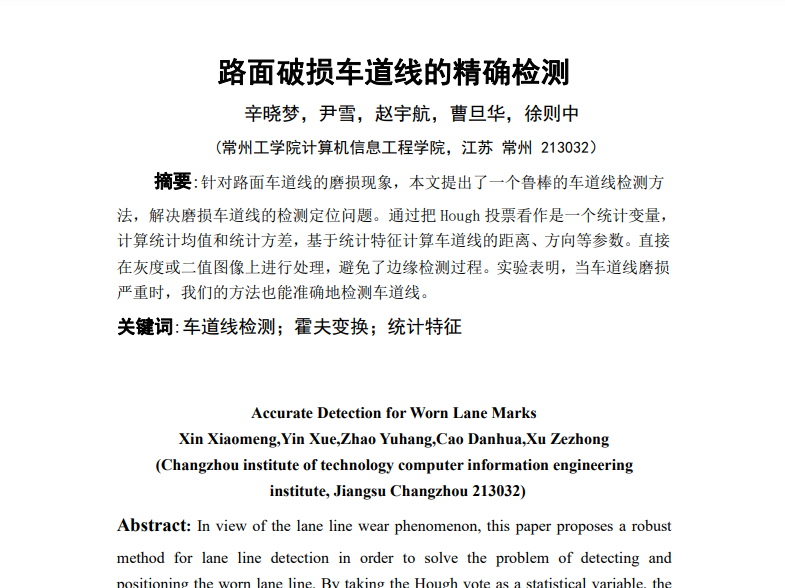 路面破损车道线的精确检测
辛晓梦，尹雪，赵宇航，曹旦华，徐则中
（常州工学院计算机信息工程学院，江苏 常州 213032）
摘要:针对路面车道线的磨损现象，本文提出了一个鲁棒的车道线检测方
法，解决磨损车道线的检测定位问题。通过把 Hough 投票看作是一个统计变量，
计算统计均值和统计方差，基于统计特征计算车道线的距离、方向等参数。直接
在灰度或二值图像上进行处理，避免了边缘检测过程。实验表明，当车道线磨损
严重时，我们的方法也能准确地检测车道线。
关键词:车道线检测；霍夫变换；统计特征
Accurate Detection for Worn Lane Marks
Xin Xiaomeng,Yin Xue,Zhao Yuhang,Cao Danhua,Xu Zezhong
(Changzhou institute of technology computer information engineering
institute, Jiangsu Changzhou 213032)
Abstract: In view of the lane line wear phenomenon, this paper proposes a robust
method for lane line detection in order to solve the problem of detecting and
positioning the worn lane line. By taking the Hough vote as a statistical variable, the